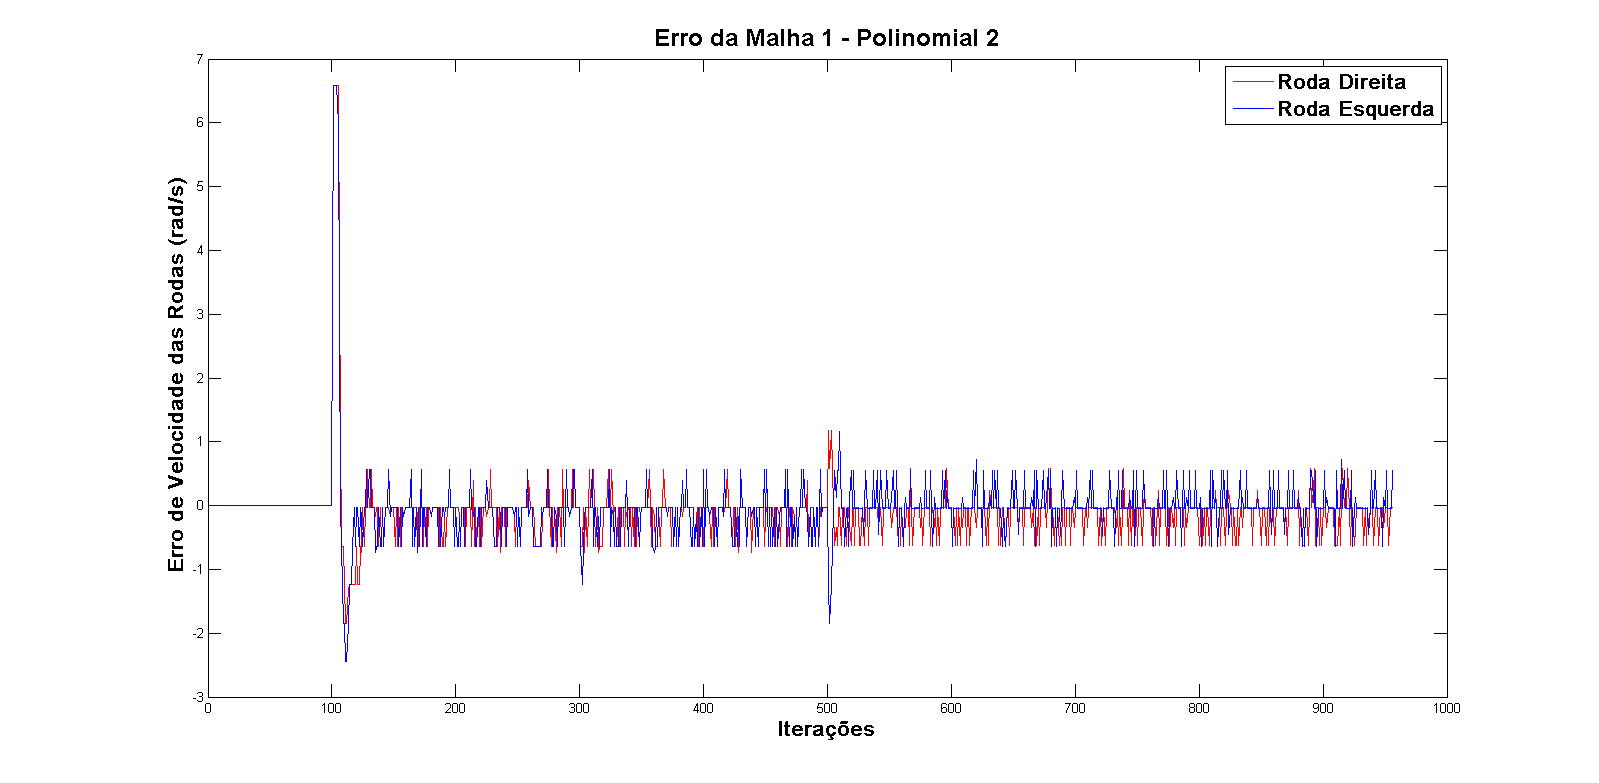 Erro da Malha 1 - Polinomial 2
Roda Direita
Roda Esquerda
Erro de Velocidade das Rodas (rad/s)
7
6
5
4
3
2
1
0
-1
-2
-3
0 100 200 300 400 500 600 700 800 900 1000
Iterações